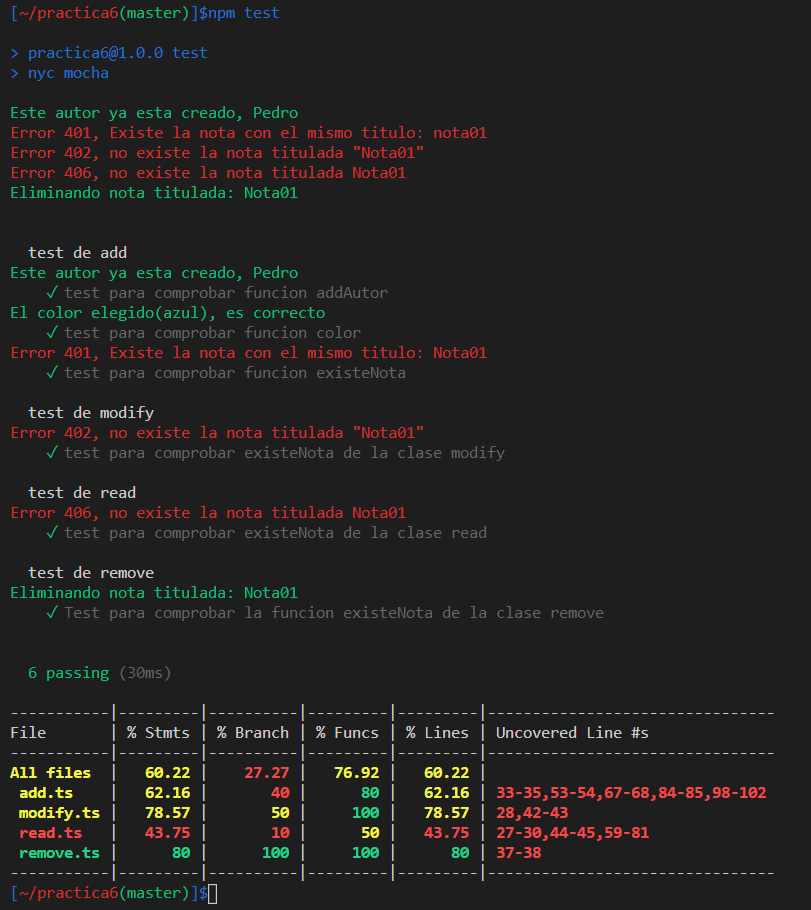 [~/practica6(master)]$npm test
> practica6@1.0.0 test
> nyc mocha
Este autor ya esta creado, Pedro
Error 401, Existe la nota con el mismo titulo: nota01
Error 402, no existe la nota titulada "Nota01"
Error 406, no existe la nota titulada Nota01
Eliminando nota titulada: Nota01
test de add
Este autor ya esta creado, Pedro
✓ test para comprobar funcion addAutor
El color elegido(azul), es correcto
✓ test para comprobar funcion color
Error 401, Existe la nota con el mismo titulo: Nota01
✓ test para comprobar funcion existeNota
test de modify
Error 402, no existe la nota titulada "Nota01"
✓ test para comprobar existeNota de la clase modify
test de read
Error 406, no existe la nota titulada Nota01
✓ test para comprobar existeNota de la clase read
test de remove
Eliminando nota titulada: Nota01
✓ Test para comprobar la funcion existeNota de la clase remove
6 passing (30ms)
-----------|---------|----------|---------|---------|--------------------------------
File       | % Stmts | % Branch | % Funcs | % Lines | Uncovered Line #s
-----------|---------|----------|---------|---------|--------------------------------
All files  |   60.22 |    27.27 |   76.92 |   60.22 |
 add.ts    |   62.16 |       40 |      80 |   62.16 | 33-35,53-54,67-68,84-85,98-102
 modify.ts |   78.57 |       50 |     100 |   78.57 | 28,42-43
 read.ts   |   43.75 |       10 |      50 |   43.75 | 27-30,44-45,59-81
 remove.ts |      80 |      100 |     100 |      80 | 37-38
-----------|---------|----------|---------|---------|--------------------------------
[~/practica6(master)]$